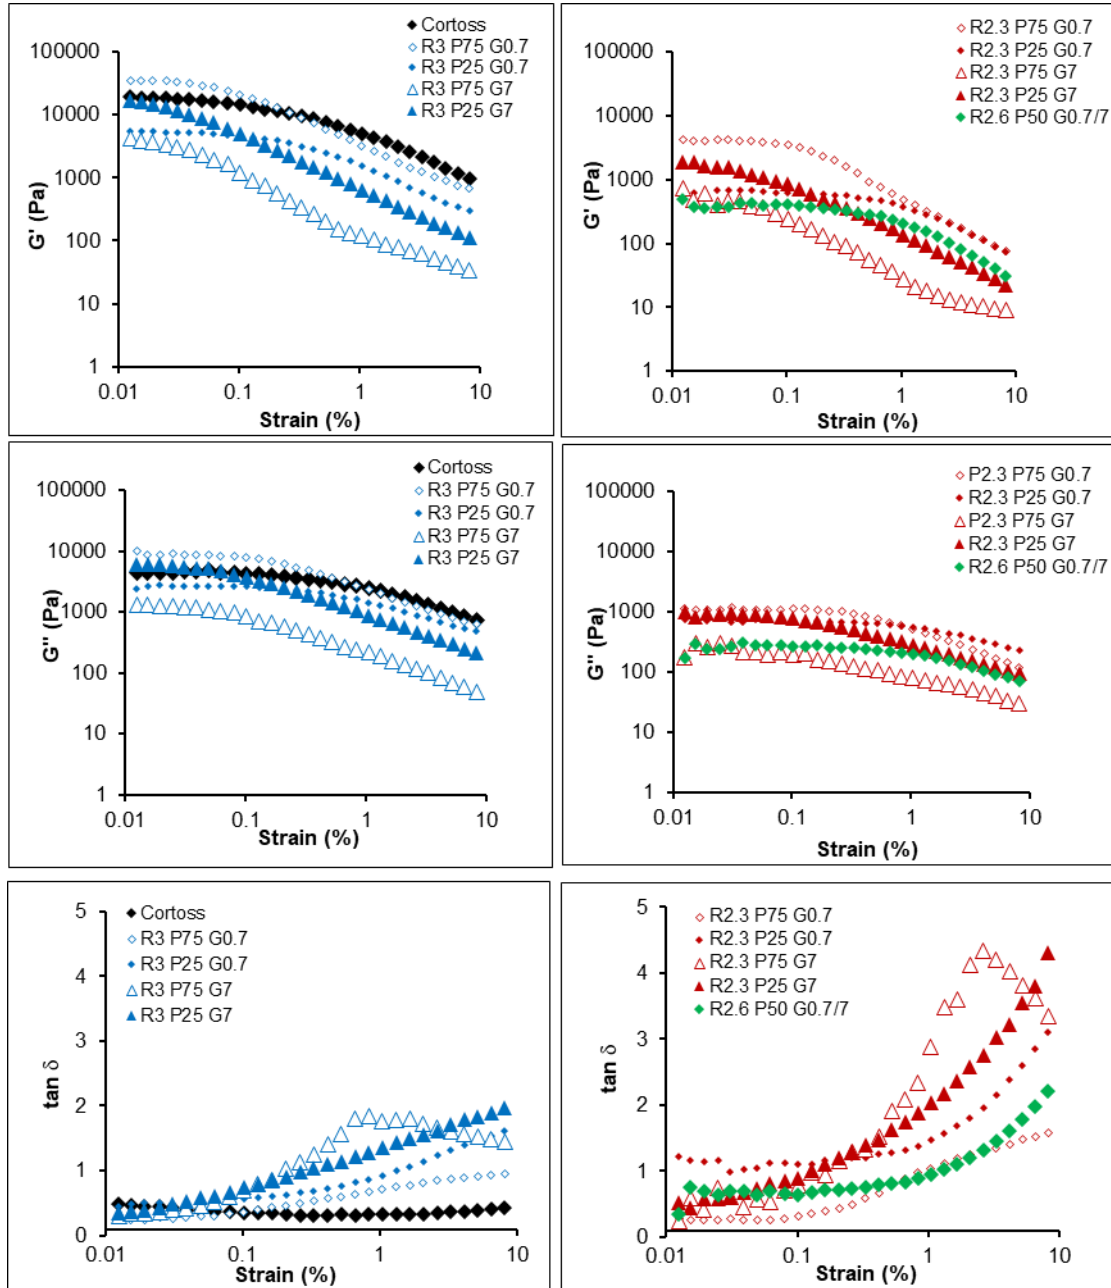 Cortoss
R3 P75 G0.7
R3 P25 G0.7
R3 P75 G7
R3 P25 G7
100000
10000
1000
100
10
1
G' (Pa)
0.01 0.1 1 10
Strain (%)
R2.3 P75 G0.7
R2.3 P25 G0.7
R2.3 P75 G7
R2.3 P25 G7
R2.6 P50 G0.7/7
100000
10000
1000
100
10
1
G' (Pa)
0.01 0.1 1 10
Strain (%)
Cortoss
R3 P75 G0.7
R3 P25 G0.7
R3 P75 G7
R3 P25 G7
100000
10000
1000
100
10
1
G" (Pa)
0.01 0.1 1 10
Strain (%)
P2.3 P75 G0.7
R2.3 P25 G0.7
P2.3 P75 G7
R2.3 P25 G7
R2.6 P50 G0.7/7
100000
10000
1000
100
10
1
G" (Pa)
0.01 0.1 1 10
Strain (%)
Cortoss
R3 P75 G0.7
R3 P25 G0.7
R3 P75 G7
R3 P25 G7
5
4
3
2
1
0
tan δ
0.01 0.1 1 10
Strain (%)
R2.3 P75 G0.7
R2.3 P25 G0.7
R2.3 P75 G7
R2.3 P25 G7
R2.6 P50 G0.7/7
5
4
3
2
1
0
tan δ
0.01 0.1 1 10
Strain (%)